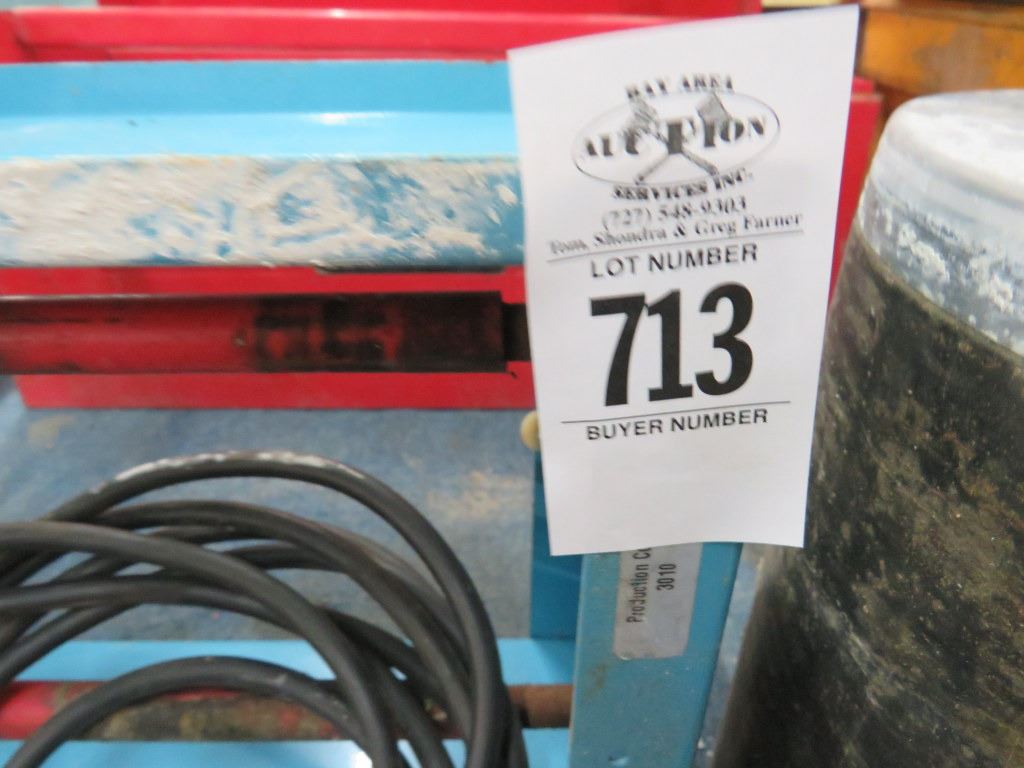 BAY AREA
AUCTION
SERVICES INC.
(727) 548-9303
Tom, Shondra & Greg Farner
LOT NUMBER
713
BUYER NUMBER
Production
3010